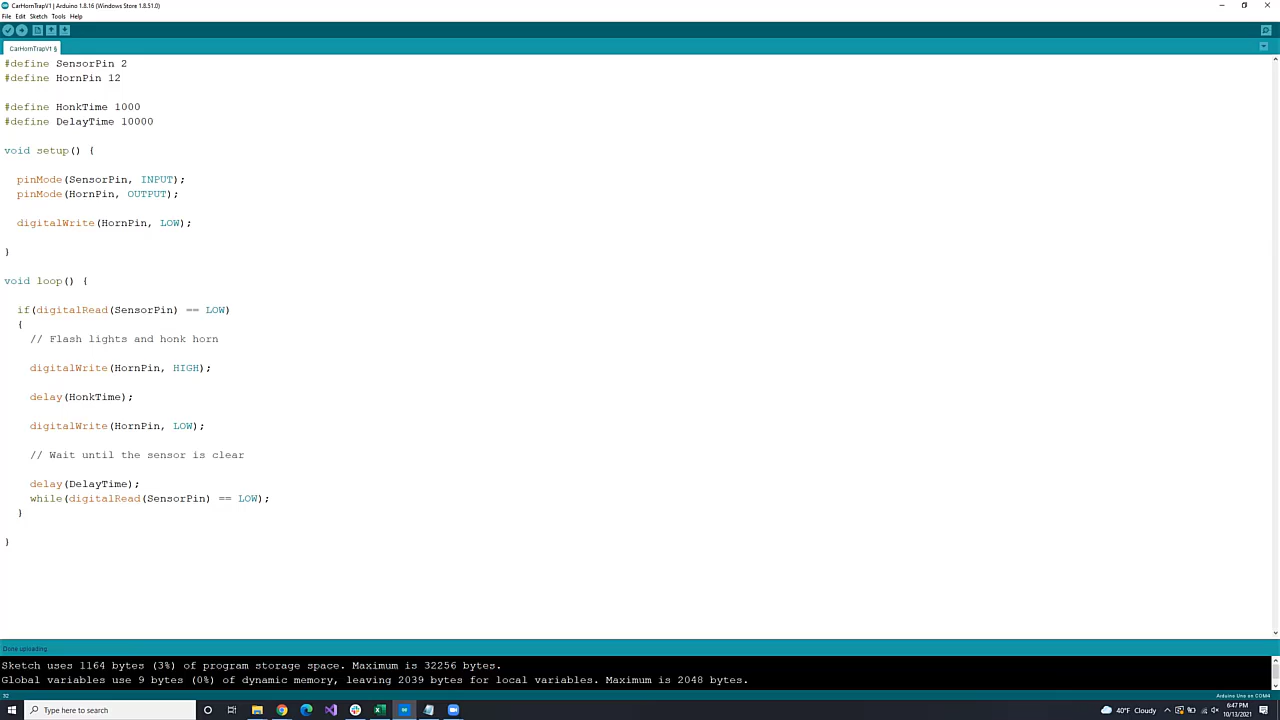 CarHornTrapV1 | Arduino 1.8.16 (Windows Store 1.8.51.0)
File Edit Sketch Tools Help
CarHornTrapV1 §
#define SensorPin 2
#define HornPin 12
#define HonkTime 1000
#define DelayTime 10000
void setup() {
pinMode(SensorPin, INPUT);
pinMode(HornPin, OUTPUT);
digitalWrite(HornPin, LOW);
}
void loop() {
if(digitalRead(SensorPin) == LOW)
{
// Flash lights and honk horn
digitalWrite(HornPin, HIGH);
delay(HonkTime);
digitalWrite(HornPin, LOW);
// Wait until the sensor is clear
delay(DelayTime);
while(digitalRead(SensorPin) == LOW);
}
}
Done uploading.
Sketch uses 1164 bytes (3%) of program storage space. Maximum is 32256 bytes.
Global variables use 9 bytes (0%) of dynamic memory, leaving 2039 bytes for local variables. Maximum is 2048 bytes.
32
Arduino Uno on COM4
Type here to search
40°F Cloudy
6:47 PM
10/13/2021